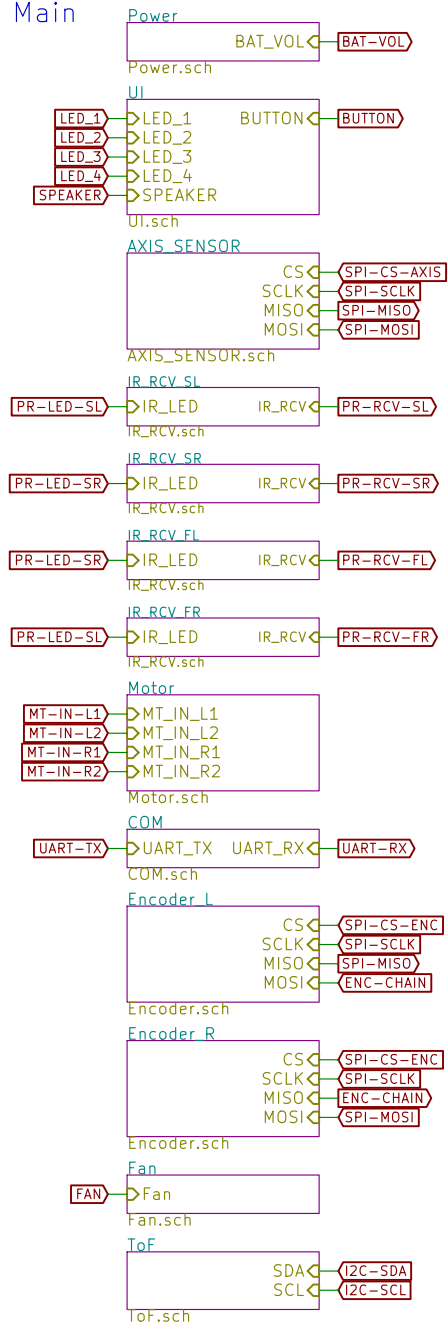 Main
Power
BAT_VOL BAT-VOL
Power.sch
UI
LED_1 LED_1 BUTTON BUTTON
LED_2 LED_2
LED_3 LED_3
LED_4 LED_4
SPEAKER SPEAKER
UI.sch
AXIS_SENSOR
CS SPI-CS-AXIS
SCLK SPI-SCLK
MISO SPI-MISO
MOSI SPI-MOSI
AXIS_SENSOR.sch
IR_RCV_SL
PR-LED-SL IR_LED IR_RCV PR-RCV-SL
IR_RCV.sch
IR_RCV_SR
PR-LED-SR IR_LED IR_RCV PR-RCV-SR
IR_RCV.sch
IR_RCV_FL
PR-LED-SR IR_LED IR_RCV PR-RCV-FL
IR_RCV.sch
IR_RCV_FR
PR-LED-SL IR_LED IR_RCV PR-RCV-FR
IR_RCV.sch
Motor
MT-IN-L1 MT_IN_L1
MT-IN-L2 MT_IN_L2
MT-IN-R1 MT_IN_R1
MT-IN-R2 MT_IN_R2
Motor.sch
COM
UART-TX UART_TX UART_RX UART-RX
COM.sch
Encoder_L
CS SPI-CS-ENC
SCLK SPI-SCLK
MISO SPI-MISO
MOSI ENC-CHAIN
Encoder.sch
Encoder_R
CS SPI-CS-ENC
SCLK SPI-SCLK
MISO ENC-CHAIN
MOSI SPI-MOSI
Encoder.sch
Fan
FAN Fan
Fan.sch
ToF
SDA I2C-SDA
SCL I2C-SCL
ToF.sch